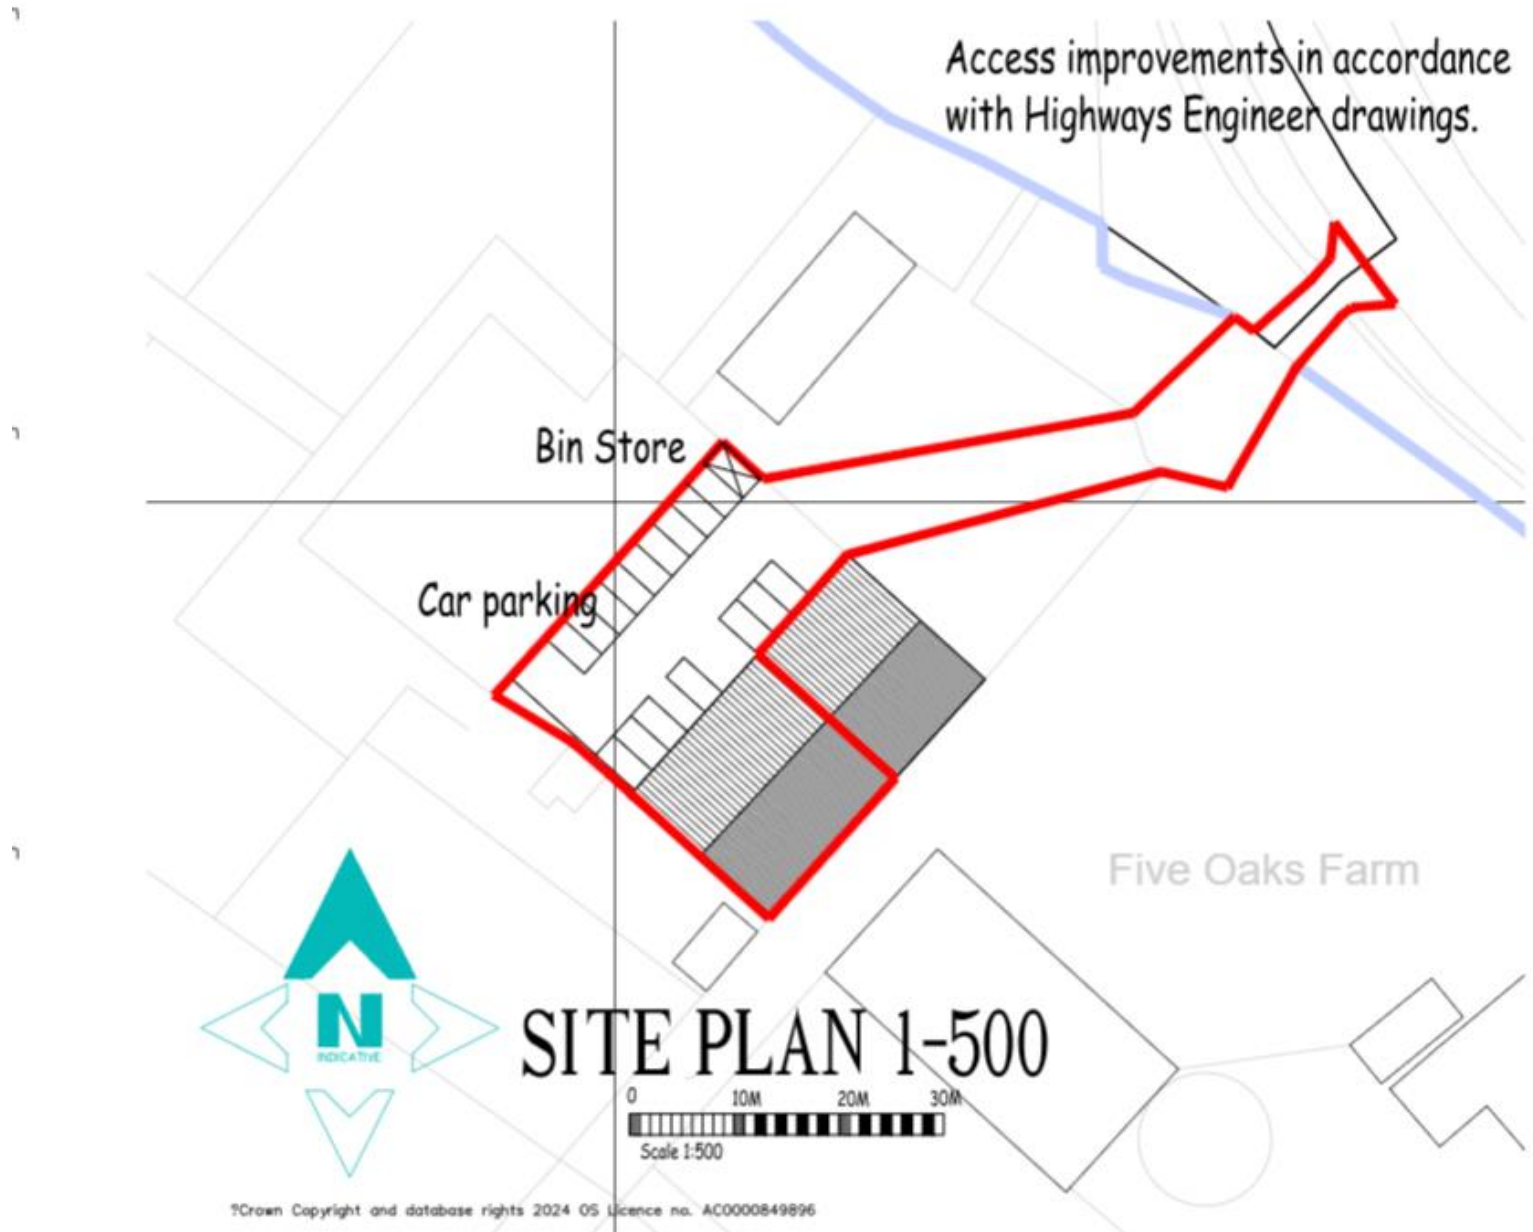 Access improvements in accordance
with Highways Engineer drawings.
Bin Store
Car parking
Five Oaks Farm
N
INDICATIVE
SITE PLAN 1-500
0 10M 20M 30M
Scale 1:500
?Crown Copyright and database rights 2024 OS Licence no. AC0000849896